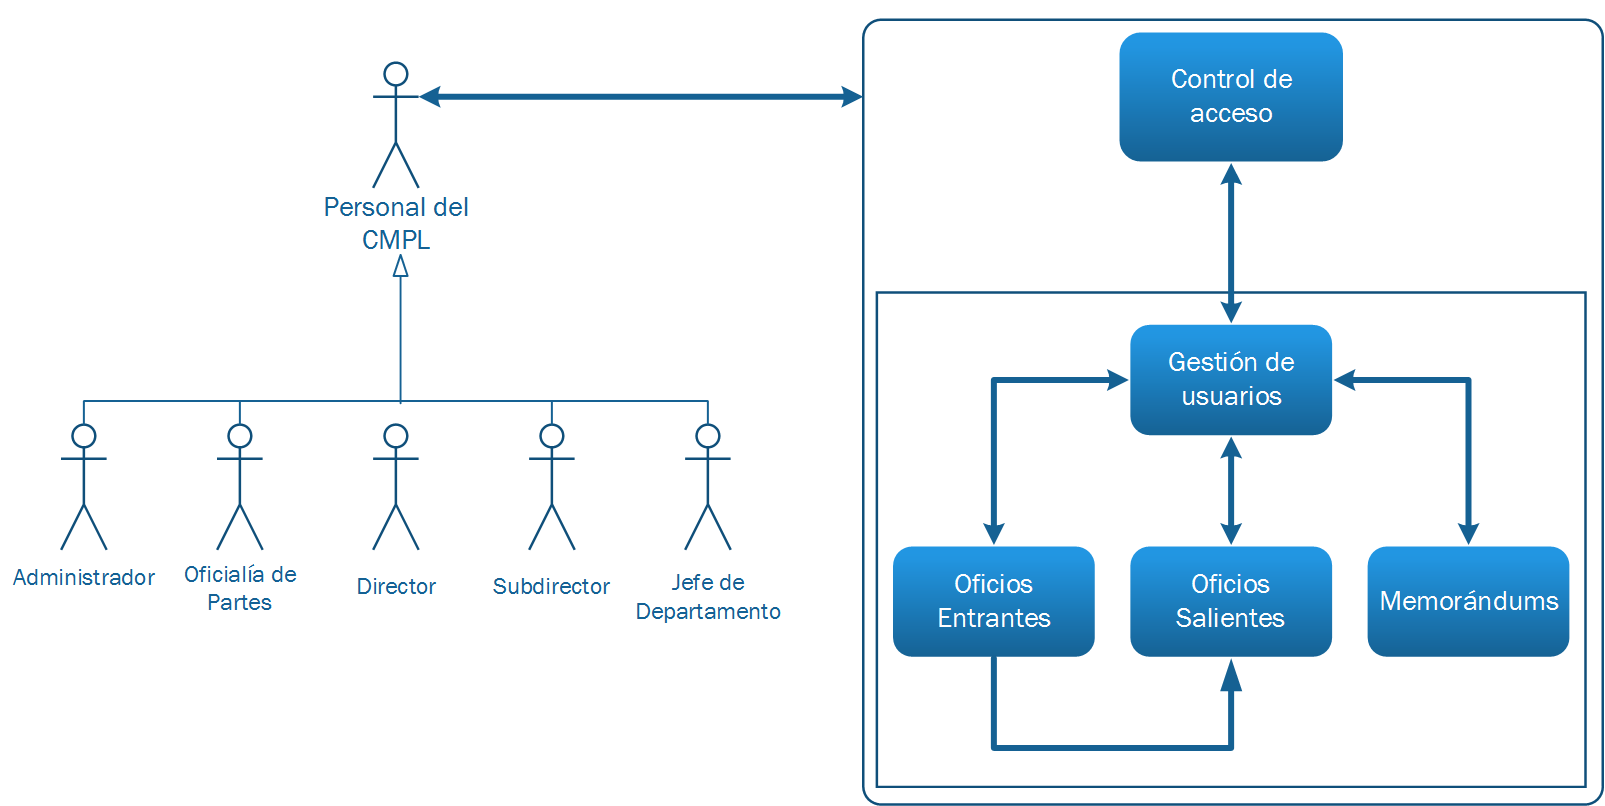 Control de
acceso
Personal del
CMPL
Gestión de
usuarios
Administrador
Oficialía de
Partes
Director
Subdirector
Jefe de
Departamento
Oficios
Entrantes
Oficios
Salientes
Memorándums